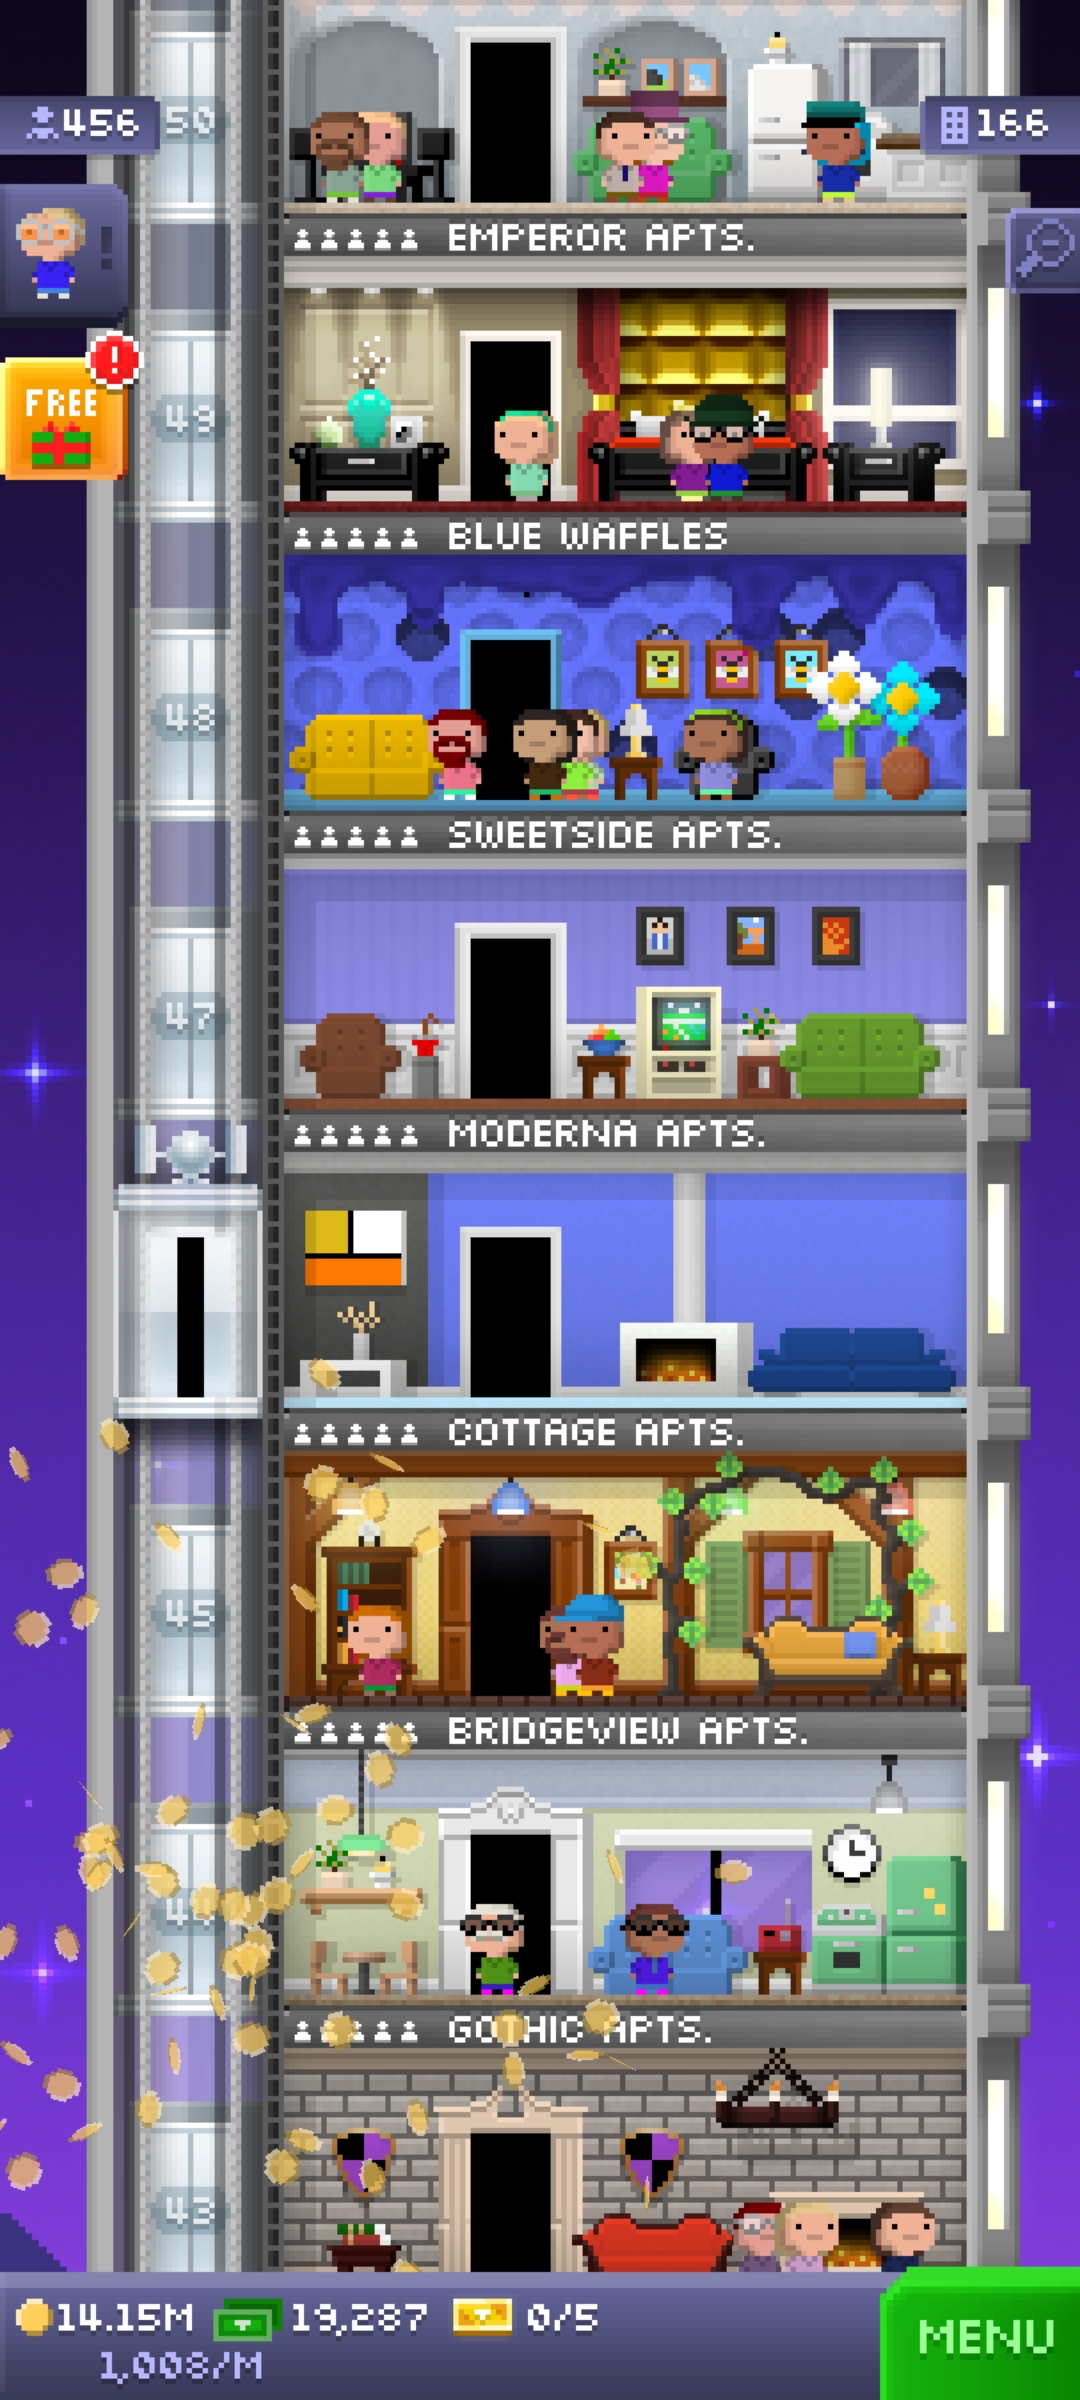 456
50
166
!
EMPEROR APTS.
!
FREE
49
BLUE WAFFLES
48
SWEETSIDE APTS.
47
MODERNA APTS.
COTTAGE APTS.
45
BRIDGEVIEW APTS.
44
GOTHIC APTS.
43
14.15M 19,287 0/5
1,008/M
MENU